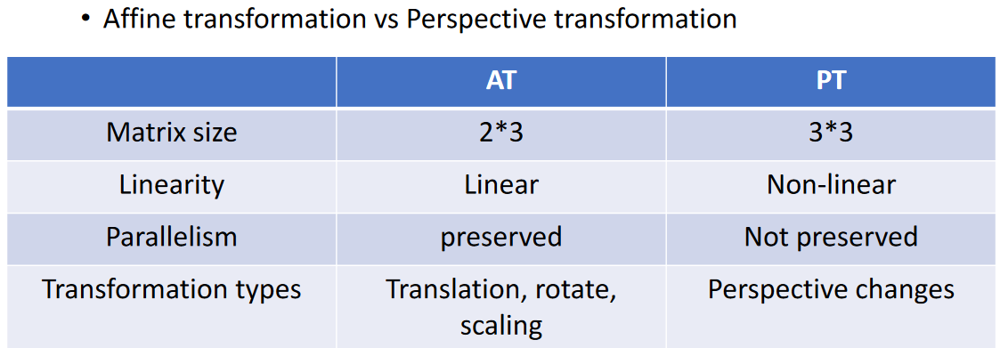 • Affine transformation vs Perspective transformation
AT PT
Matrix size 2*3 3*3
Linearity Linear Non-linear
Parallelism preserved Not preserved
Transformation types Translation, rotate, Perspective changes
scaling